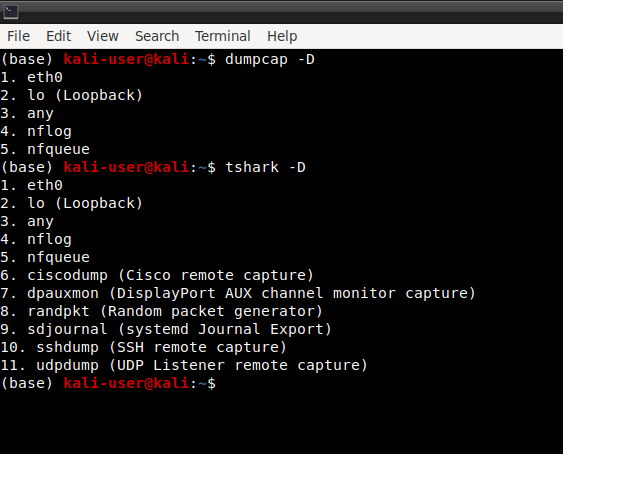 File Edit View Search Terminal Help
(base) kali-user@kali:~$ dumpcap -D
1. eth0
2. lo (Loopback)
3. any
4. nflog
5. nfqueue
(base) kali-user@kali:~$ tshark -D
1. eth0
2. lo (Loopback)
3. any
4. nflog
5. nfqueue
6. ciscodump (Cisco remote capture)
7. dpauxmon (DisplayPort AUX channel monitor capture)
8. randpkt (Random packet generator)
9. sdjournal (systemd Journal Export)
10. sshdump (SSH remote capture)
11. udpdump (UDP Listener remote capture)
(base) kali-user@kali:~$